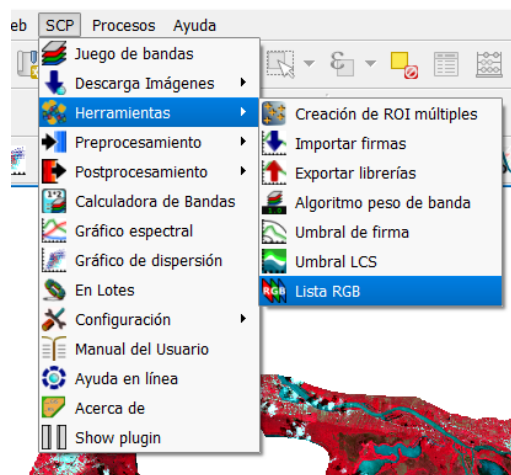 eb SCP Procesos Ayuda
Juego de bandas
Descarga Imágenes
Herramientas
Preprocesamiento
Postprocesamiento
Calculadora de Bandas
Gráfico espectral
Gráfico de dispersión
En Lotes
Configuración
Manual del Usuario
Ayuda en línea
Acerca de
Show plugin
Creación de ROI múltiples
Importar firmas
Exportar librerías
Algoritmo peso de banda
Umbral de firma
Umbral LCS
RGB Lista RGB